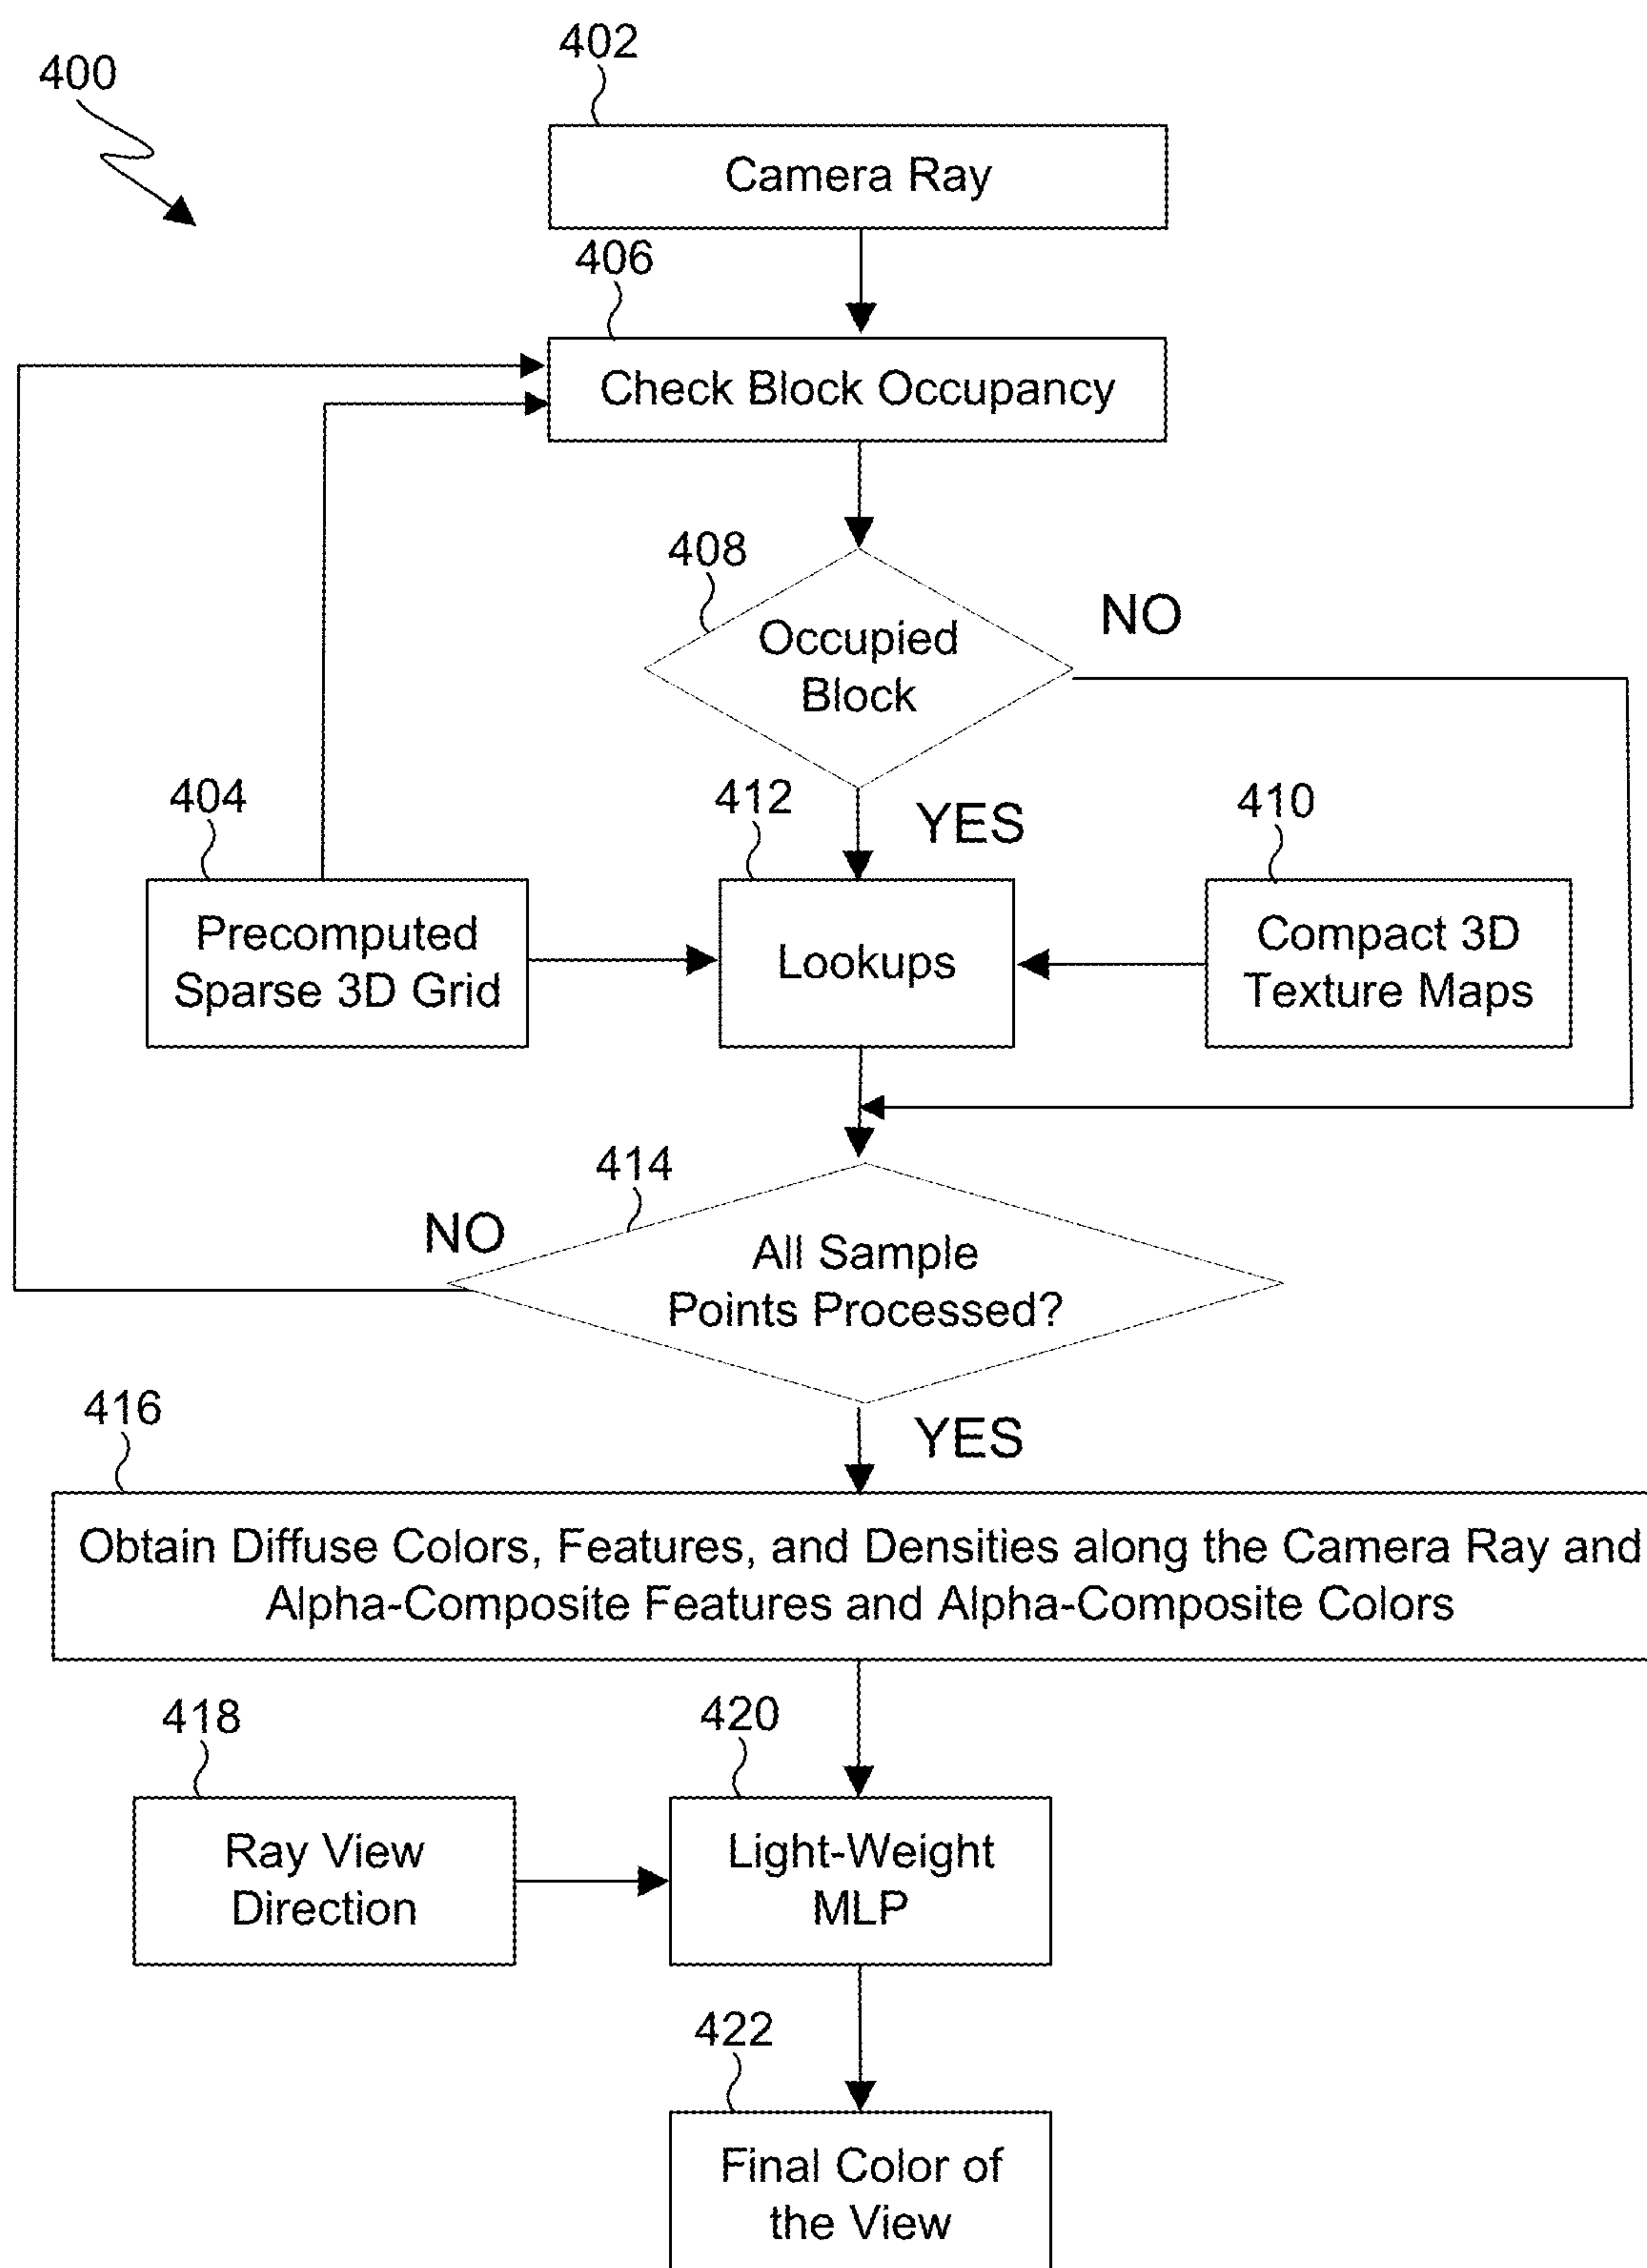 400
402
Camera Ray
406
Check Block Occupancy
408
Occupied
Block
NO
YES
404
Precomputed
Sparse 3D Grid
412
Lookups
410
Compact 3D
Texture Maps
414
NO
All Sample
Points Processed?
YES
416
Obtain Diffuse Colors, Features, and Densities along the Camera Ray and
Alpha-Composite Features and Alpha-Composite Colors
418
Ray View
Direction
420
Light-Weight
MLP
422
Final Color of
the View